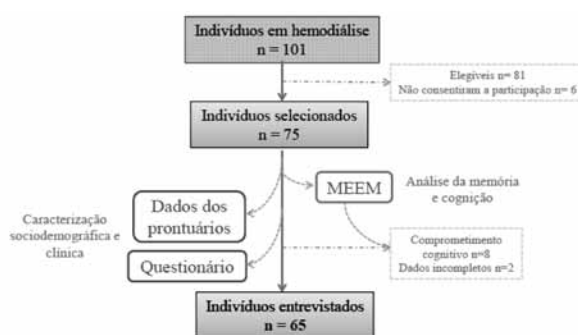 Indivíduos em hemodiálise
n = 101
Elegíveis n= 81
Não consentiram a participação n= 6
Indivíduos selecionados
n = 75
MEEM
Análise da memória
e cognição
Dados dos
prontuários
Caracterização
sociodemográfica e
clínica
Questionário
Comprometimento
cognitivo n=8
Dados incompletos n=2
Indivíduos entrevistados
n = 65